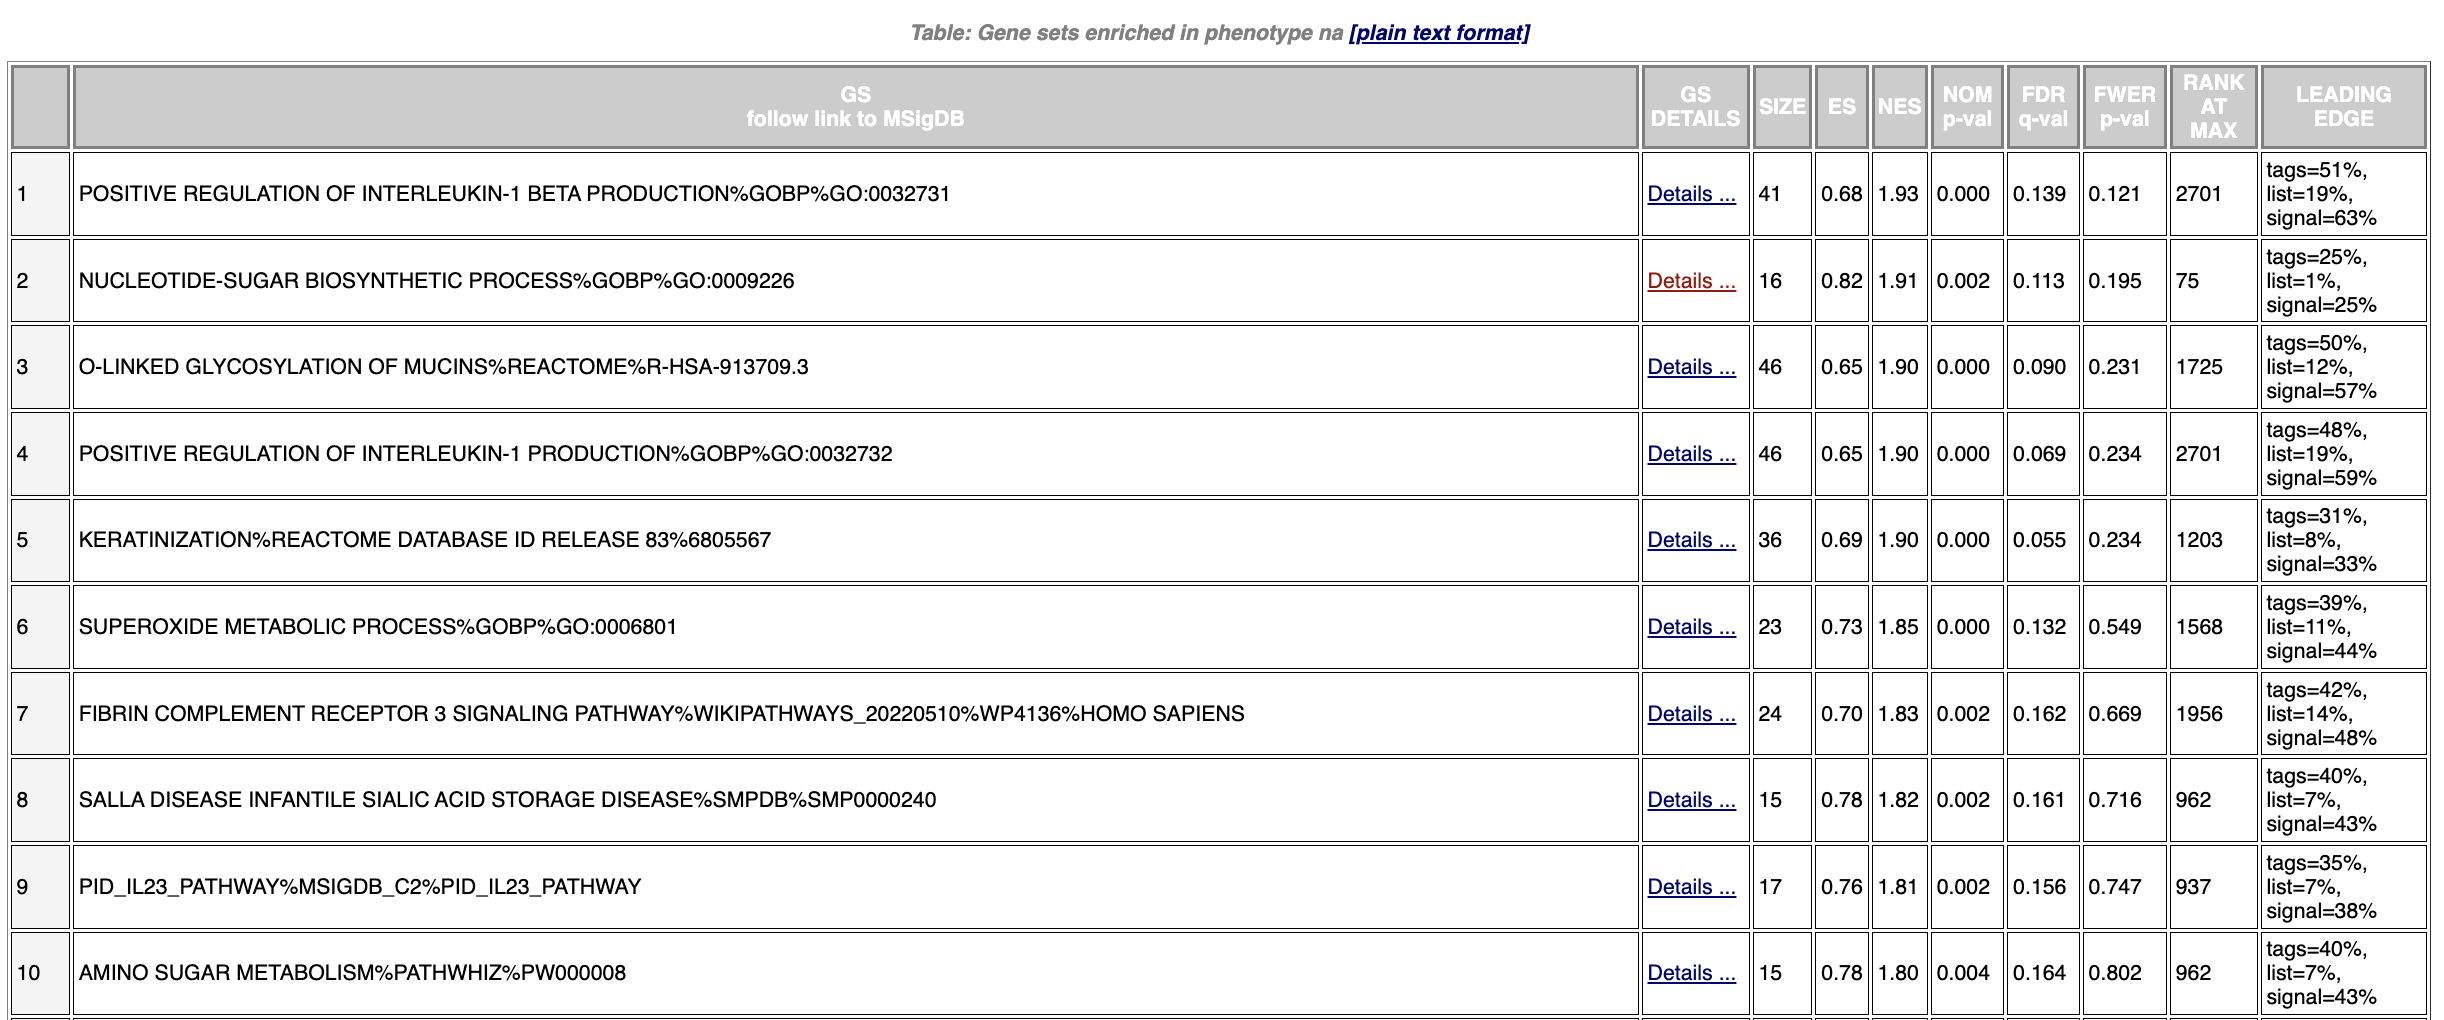 Table: Gene sets enriched in phenotype na [plain text format]
GS follow link to MSigDB GS DETAILS SIZE ES NES NOM p-val FDR q-val FWER p-val RANK AT MAX LEADING EDGE
1 POSITIVE REGULATION OF INTERLEUKIN-1 BETA PRODUCTION%GOBP%GO:0032731 Details ... 41 0.68 1.93 0.000 0.139 0.121 2701 tags=51%, list=19%, signal=63%
2 NUCLEOTIDE-SUGAR BIOSYNTHETIC PROCESS%GOBP%GO:0009226 Details ... 16 0.82 1.91 0.002 0.113 0.195 75 tags=25%, list=1%, signal=25%
3 O-LINKED GLYCOSYLATION OF MUCINS%REACTOME%R-HSA-913709.3 Details ... 46 0.65 1.90 0.000 0.090 0.231 1725 tags=50%, list=12%, signal=57%
4 POSITIVE REGULATION OF INTERLEUKIN-1 PRODUCTION%GOBP%GO:0032732 Details ... 46 0.65 1.90 0.000 0.069 0.234 2701 tags=48%, list=19%, signal=59%
5 KERATINIZATION%REACTOME DATABASE ID RELEASE 83%6805567 Details ... 36 0.69 1.90 0.000 0.055 0.234 1203 tags=31%, list=8%, signal=33%
6 SUPEROXIDE METABOLIC PROCESS%GOBP%GO:0006801 Details ... 23 0.73 1.85 0.000 0.132 0.549 1568 tags=39%, list=11%, signal=44%
7 FIBRIN COMPLEMENT RECEPTOR 3 SIGNALING PATHWAY%WIKIPATHWAYS_20220510%WP4136%HOMO SAPIENS Details ... 24 0.70 1.83 0.002 0.162 0.669 1956 tags=42%, list=14%, signal=48%
8 SALLA DISEASE INFANTILE SIALIC ACID STORAGE DISEASE%SMPDB%SMP0000240 Details ... 15 0.78 1.82 0.002 0.161 0.716 962 tags=40%, list=7%, signal=43%
9 PID_IL23_PATHWAY%MSIGDB_C2%PID_IL23_PATHWAY Details ... 17 0.76 1.81 0.002 0.156 0.747 937 tags=35%, list=7%, signal=38%
10 AMINO SUGAR METABOLISM%PATHWHIZ%PW000008 Details ... 15 0.78 1.80 0.004 0.164 0.802 962 tags=40%, list=7%, signal=43%